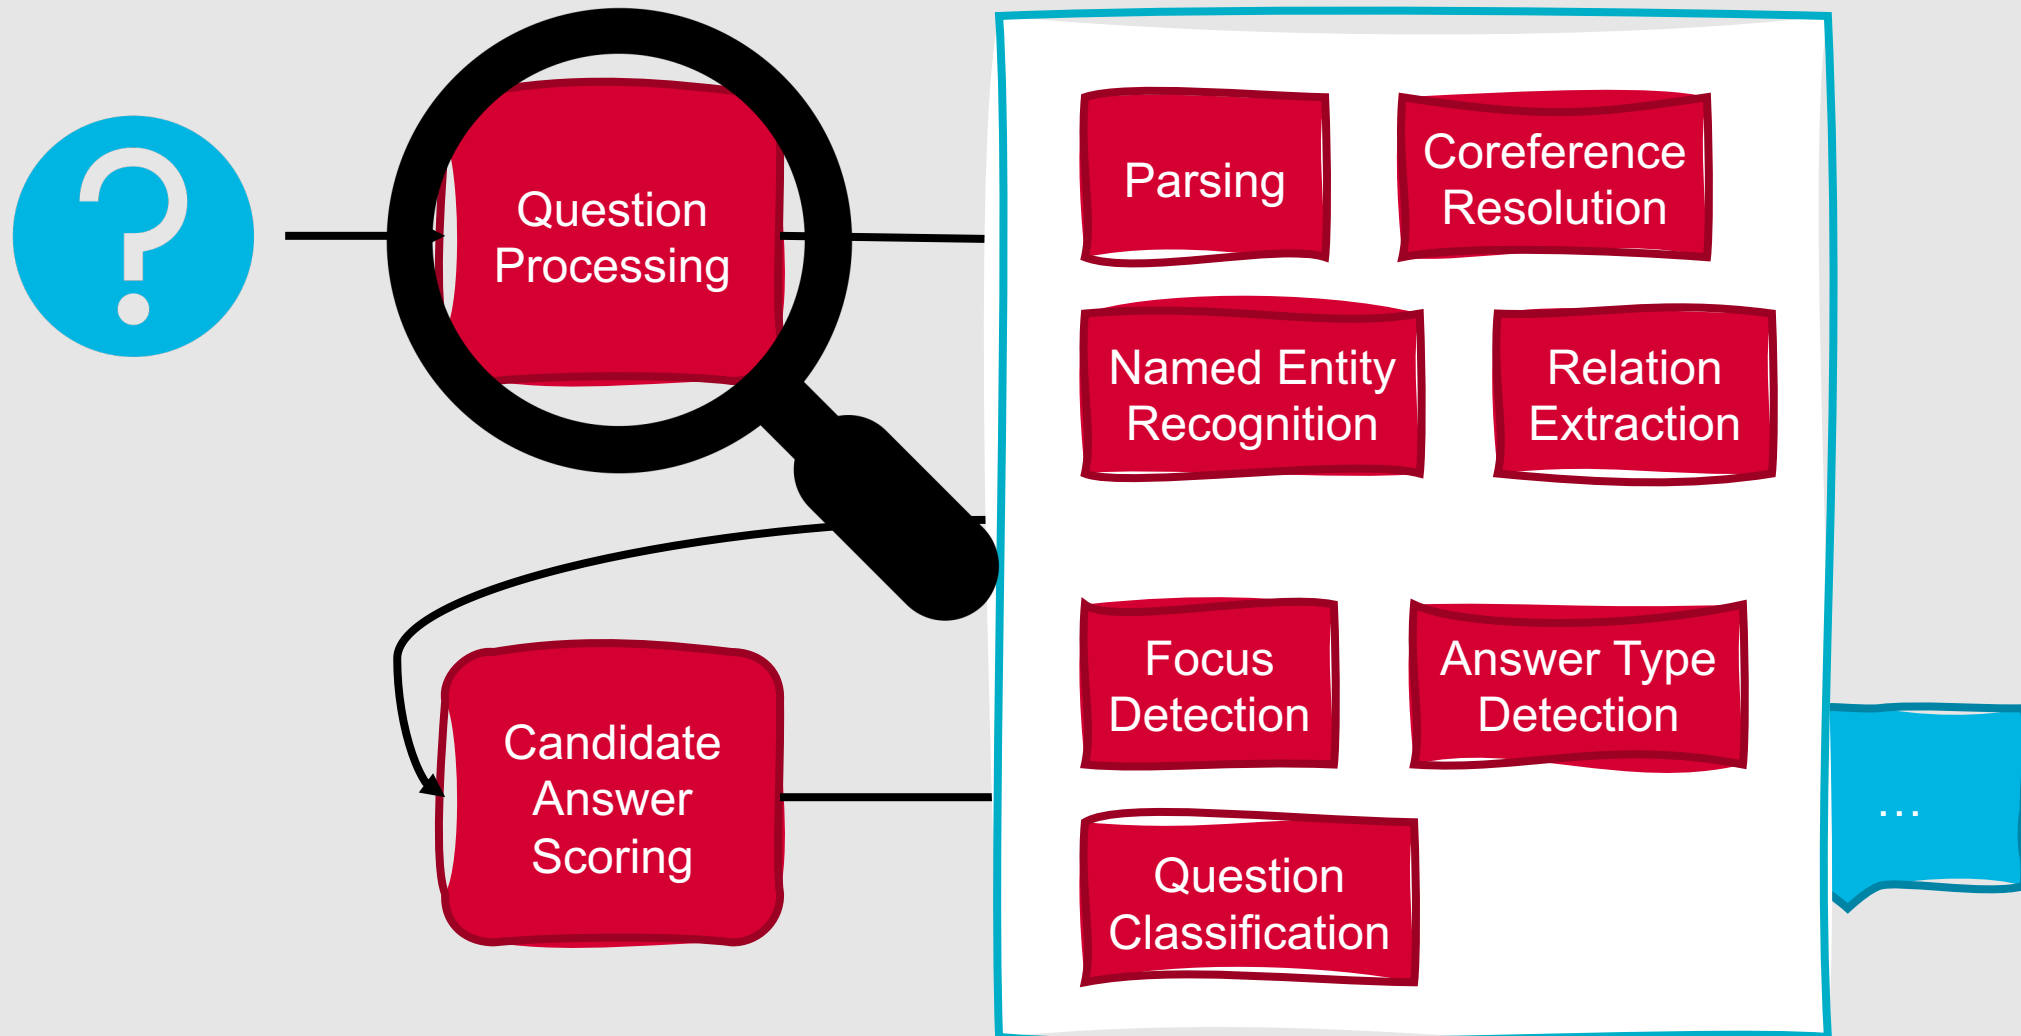 ?
Question
Processing
Parsing
Coreference
Resolution
Named Entity
Recognition
Relation
Extraction
Candidate
Answer
Scoring
Focus
Detection
Answer Type
Detection
Question
Classification
...